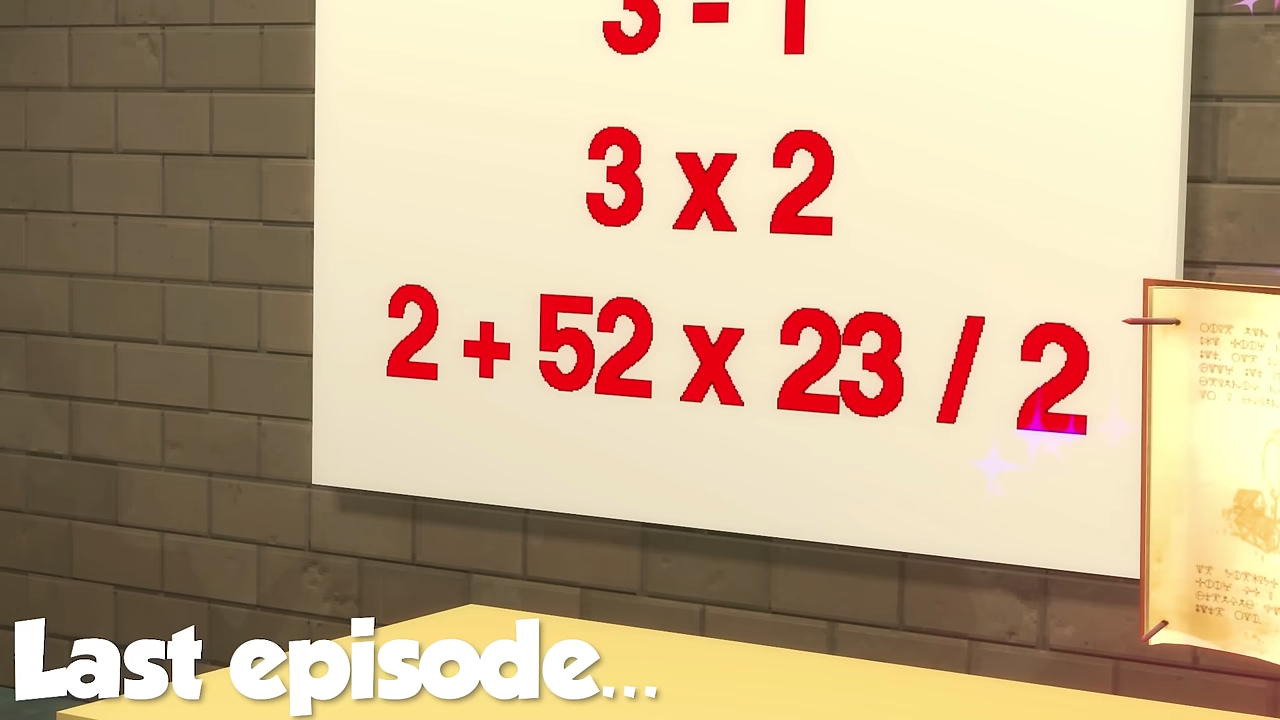 3 - 1
3 x 2
2 + 52 x 23 / 2
Last episode...